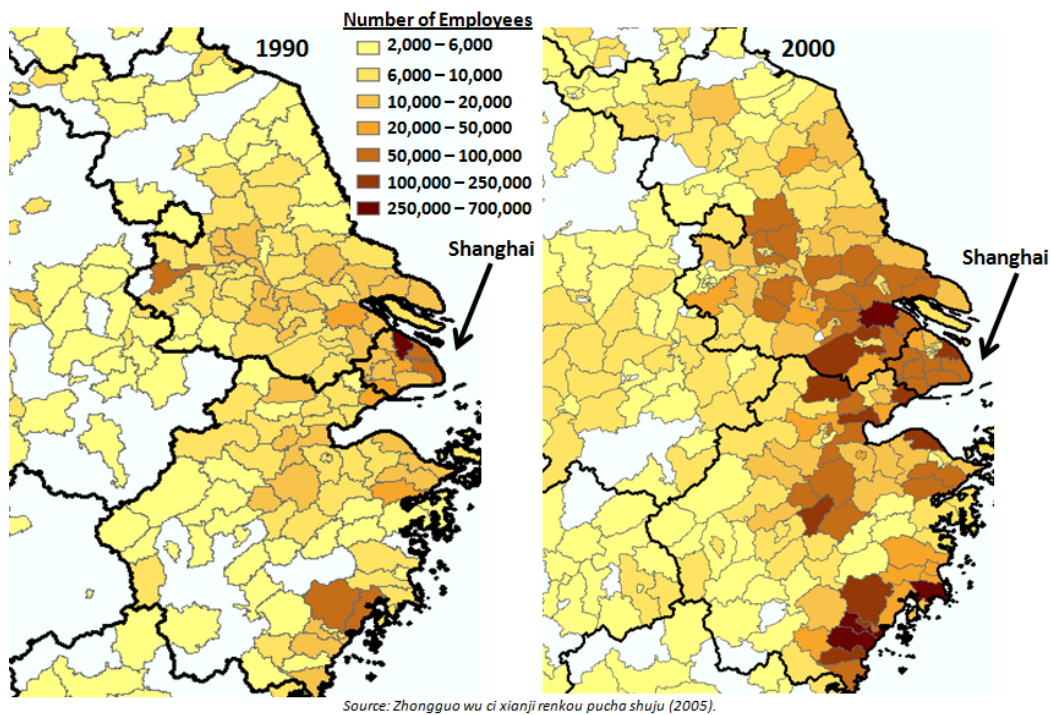 Number of Employees
1990
2,000 – 6,000
6,000 – 10,000
10,000 – 20,000
20,000 – 50,000
50,000 – 100,000
100,000 – 250,000
250,000 – 700,000
Shanghai
2000
Shanghai
Source: Zhongguo wu ci xianji renkou pucha shuju (2005).